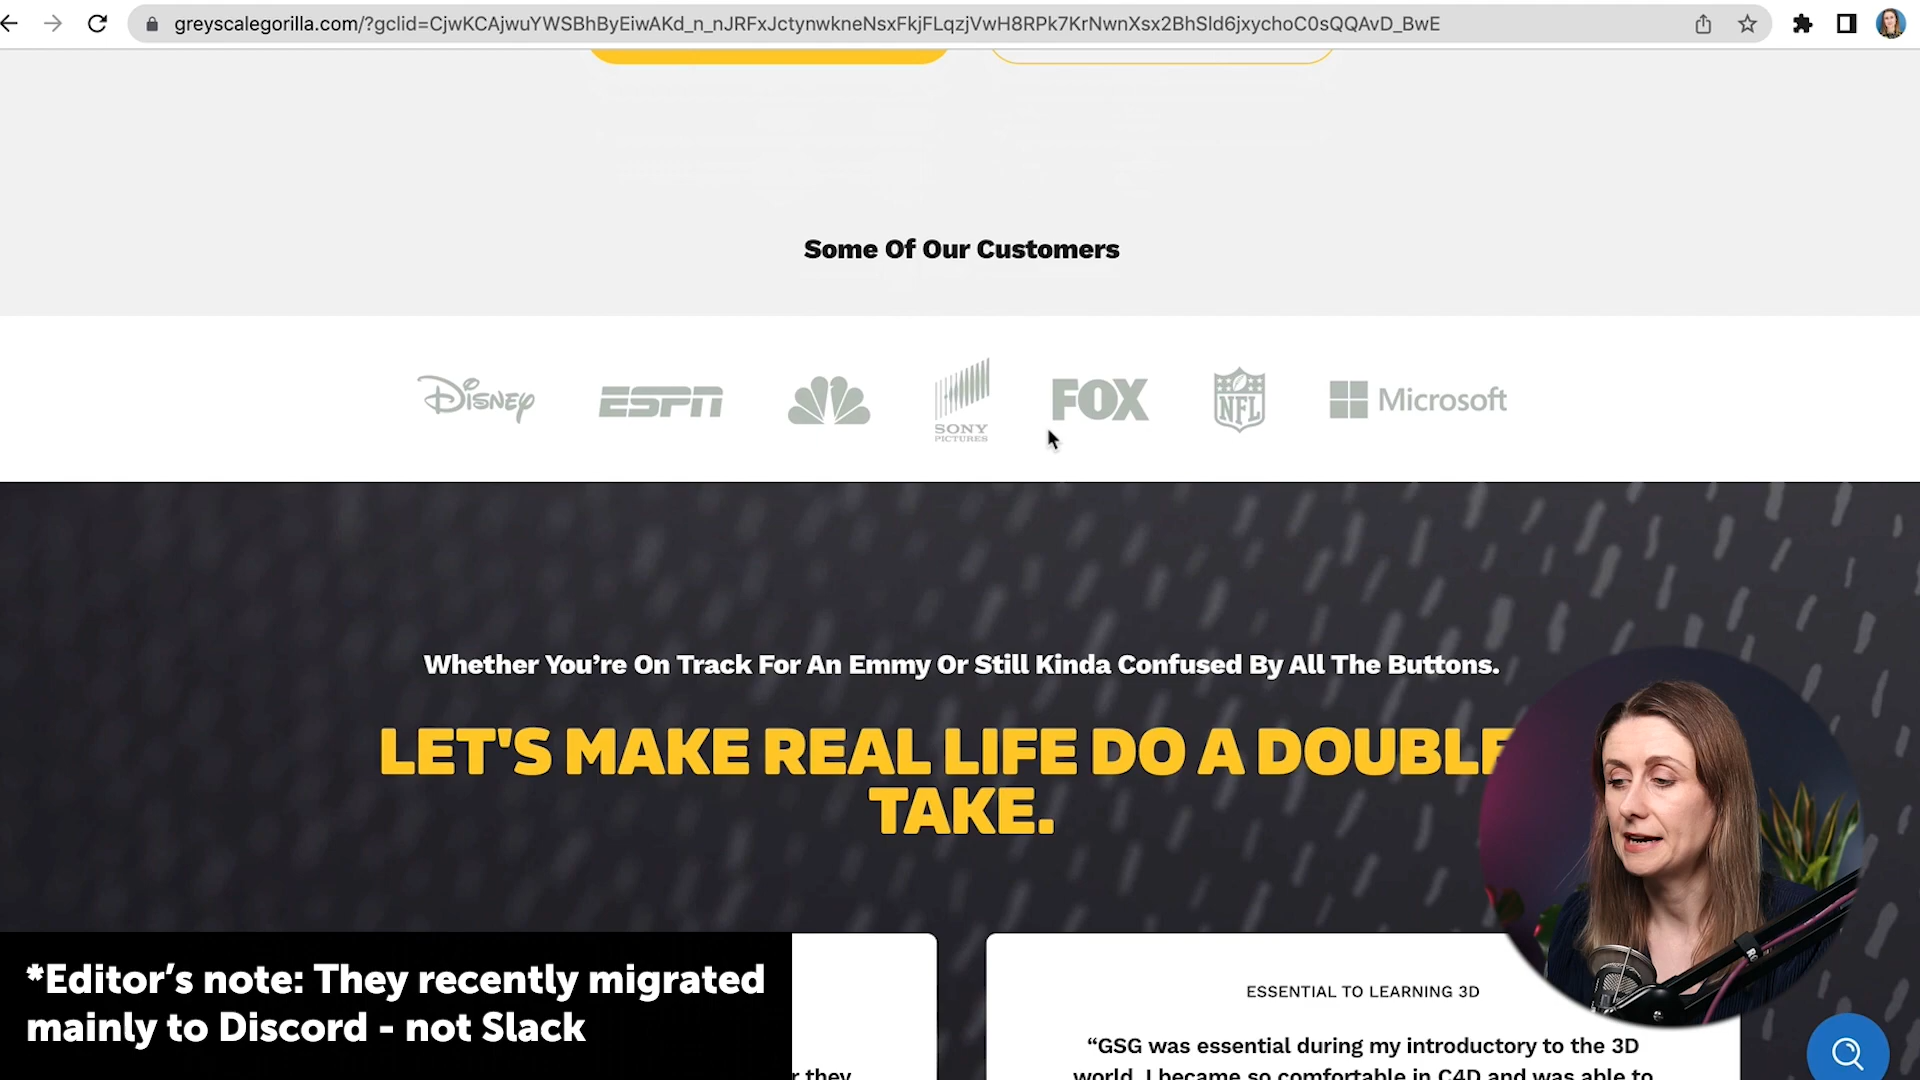 greyscalegorilla.com/?gclid=CjwKCAjwuYWSBhByEiwAKd_n_nJRFxJctynwkneNsxFkjFLqzjVwH8RPk7KrNwnXsx2BhSld6jxychoC0sQQAvD_BwE
Some Of Our Customers
Disney ESPN SONY PICTURES FOX NFL Microsoft
Whether You’re On Track For An Emmy Or Still Kinda Confused By All The Buttons.
LET'S MAKE REAL LIFE DO A DOUBLE
TAKE.
*Editor’s note: They recently migrated
mainly to Discord - not Slack
r they
ESSENTIAL TO LEARNING 3D
“GSG was essential during my introductory to the 3D
world. I became so comfortable in C4D and was able to